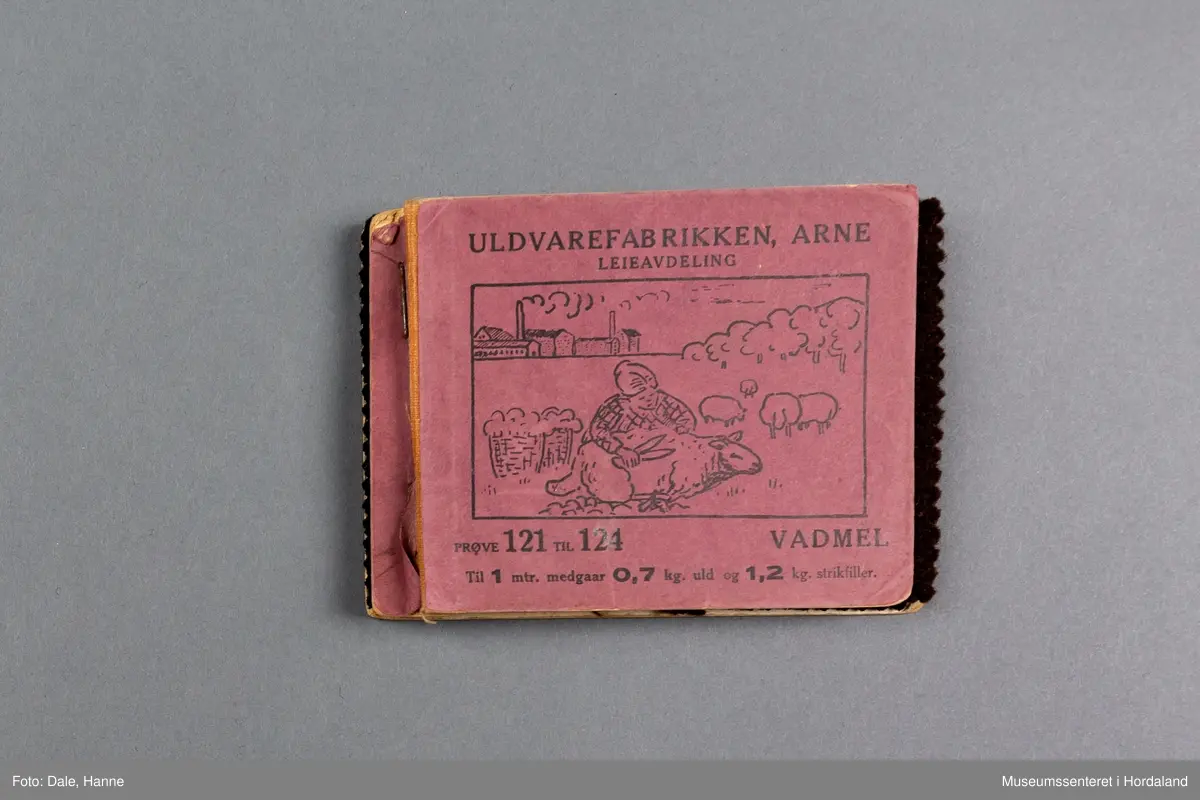 ULDVAREFABRIKKEN, ARNE
LEIEAVDELING
PRØVE 121 TIL 124 VADMEL
Til 1 mtr. medgaar 0,7 kg. uld og 1,2 kg. strikfiller.
Foto: Dale, Hanne Museumssenteret i Hordaland